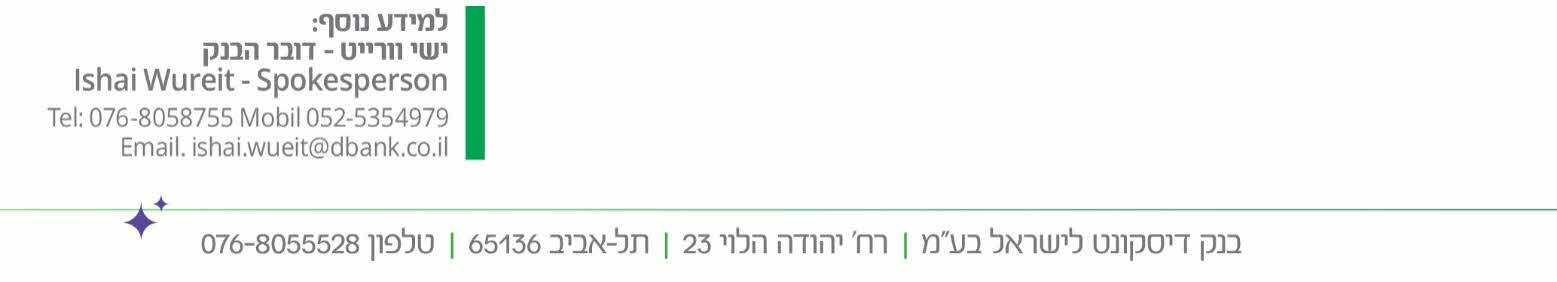 למידע נוסף:
ישי וורייט - דובר הבנק
Ishai Wureit - Spokesperson
Tel: 076-8058755 Mobil 052-5354979
Email. ishai.wueit@dbank.co.il
בנק דיסקונט לישראל בע״מ | רח׳ יהודה הלוי 23 | תל-אביב 65136 | טלפון 076-8055528